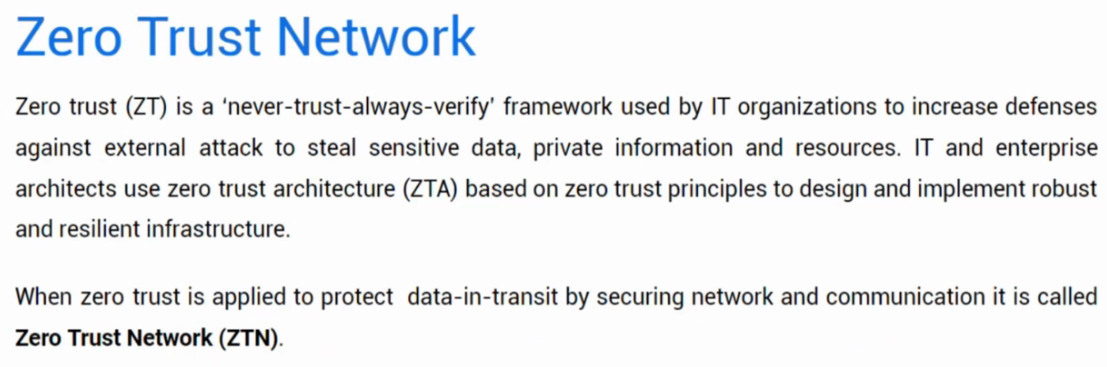 Zero Trust Network
Zero trust (ZT) is a ‘never-trust-always-verify’ framework used by IT organizations to increase defenses
against external attack to steal sensitive data, private information and resources. IT and enterprise
architects use zero trust architecture (ZTA) based on zero trust principles to design and implement robust
and resilient infrastructure.
When zero trust is applied to protect data-in-transit by securing network and communication it is called
Zero Trust Network (ZTN).